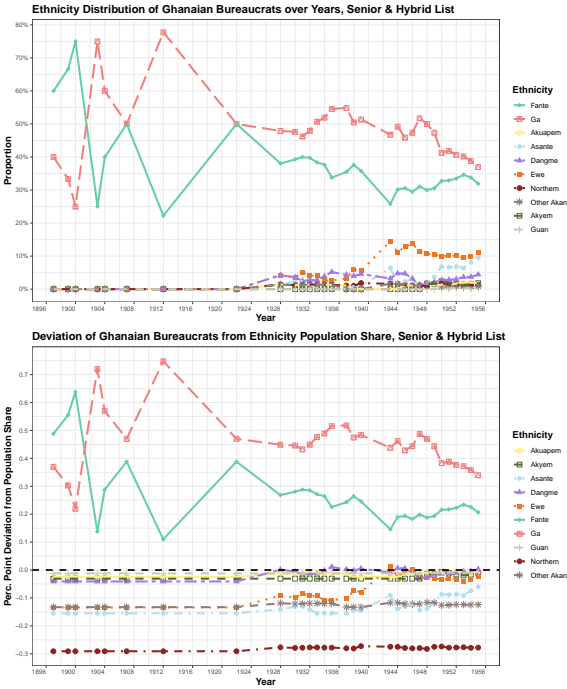 Ethnicity Distribution of Ghanaian Bureaucrats over Years, Senior & Hybrid List
80%
70%
60%
50%
40%
30%
20%
10%
0%
Proportion
1896 1900 1904 1908 1912 1916 1920 1924 1928 1932 1936 1940 1944 1948 1952 1956
Year
Ethnicity
Fante
Ga
Akuapem
Asante
Dangme
Ewe
Northern
Other Akan
Akyem
Guan
Deviation of Ghanaian Bureaucrats from Ethnicity Population Share, Senior & Hybrid List
0.7
0.6
0.5
0.4
0.3
0.2
0.1
0.0
−0.1
−0.2
−0.3
Perc. Point Deviation from Population Share
1896 1900 1904 1908 1912 1916 1920 1924 1928 1932 1936 1940 1944 1948 1952 1956
Year
Ethnicity
Akuapem
Akyem
Asante
Dangme
Ewe
Fante
Ga
Guan
Northern
Other Akan